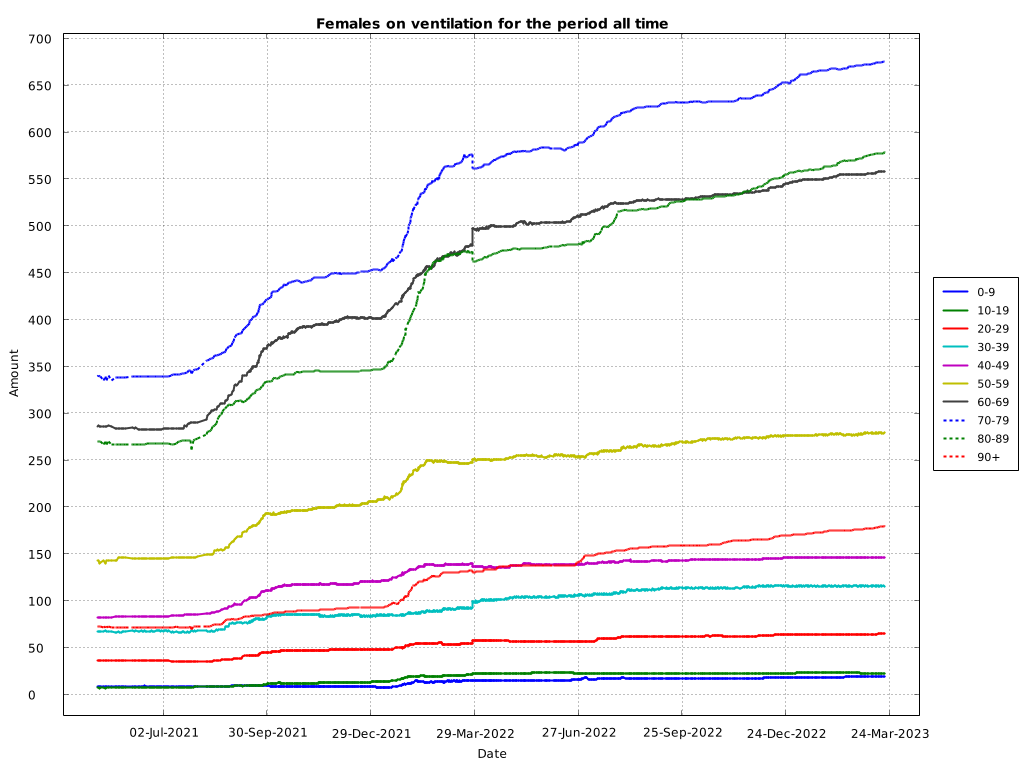 Females on ventilation for the period all time
700
650
600
550
500
450
400
350
300
250
200
150
100
50
0
Amount
02-Jul-2021
30-Sep-2021
29-Dec-2021
29-Mar-2022
27-Jun-2022
25-Sep-2022
24-Dec-2022
24-Mar-2023
Date
0-9
10-19
20-29
30-39
40-49
50-59
60-69
70-79
80-89
90+